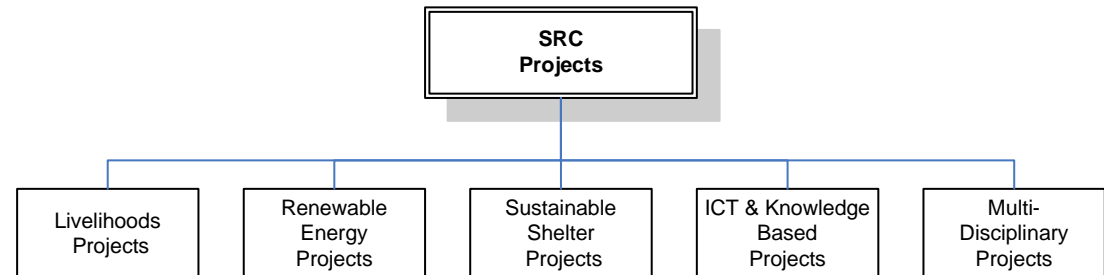 SRC
Projects
Livelihoods
Projects
Renewable
Energy
Projects
Sustainable
Shelter
Projects
ICT & Knowledge
Based
Projects
Multi-
Disciplinary
Projects